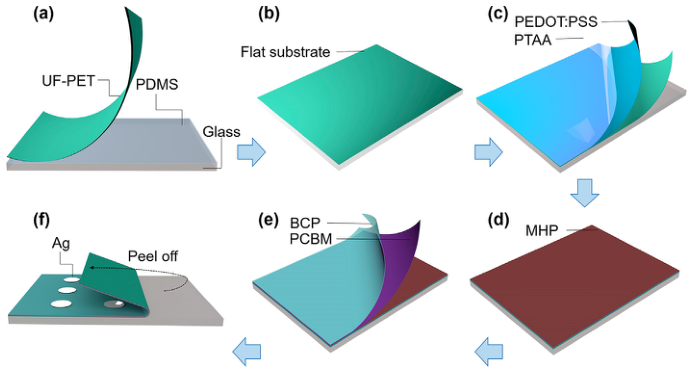 (a)
UF-PET
PDMS
Glass
(b)
Flat substrate
(c)
PEDOT:PSS
PTAA
(d)
MHP
(e)
BCP
PCBM
(f)
Ag
Peel off